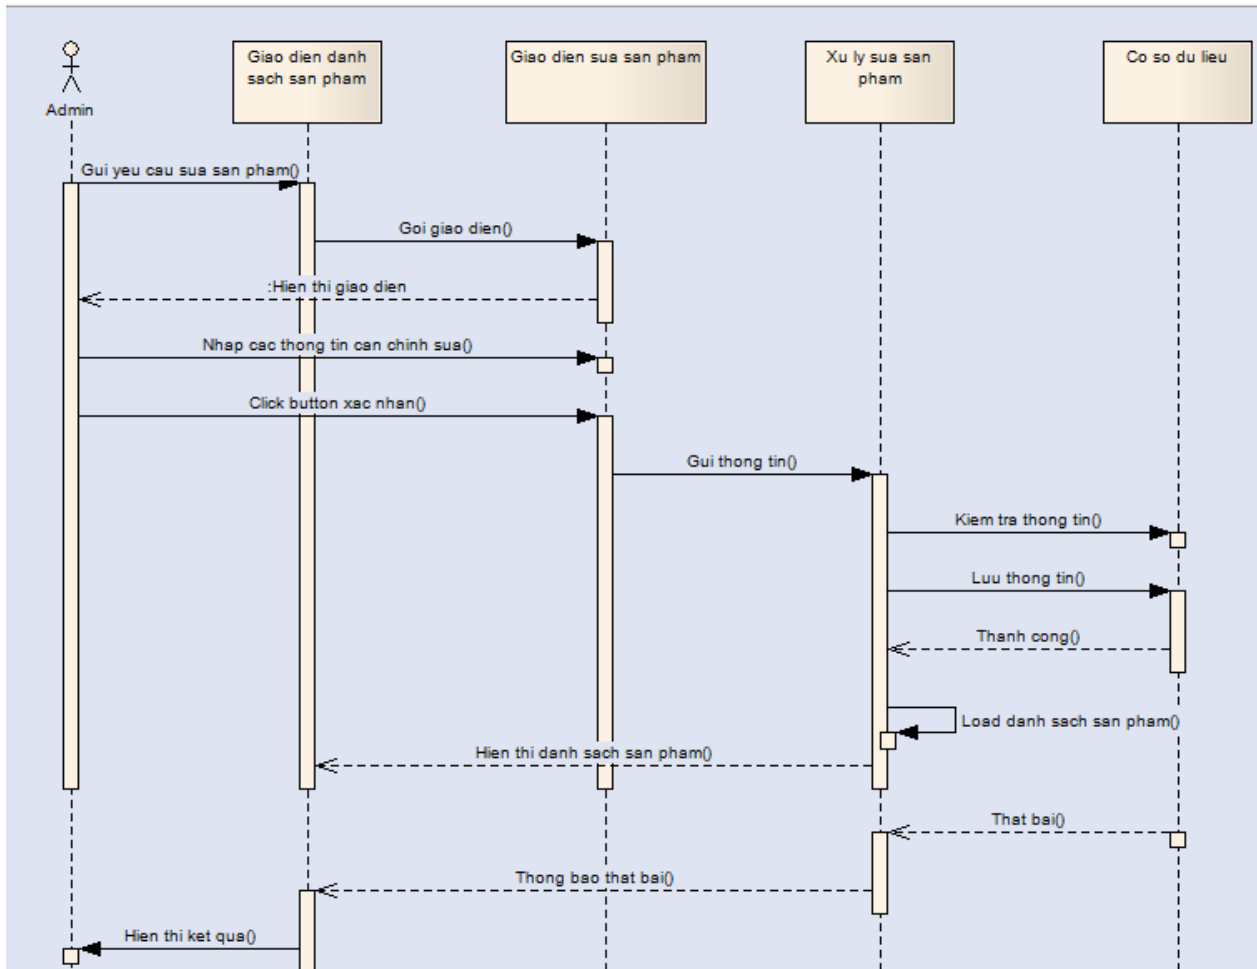 Giao dien danh
sach san pham
Giao dien sua san pham
Xu ly sua san
pham
Co so du lieu
Admin
Gui yeu cau sua san pham()
Goi giao dien()
:Hien thi giao dien
Nhap cac thong tin can chinh sua()
Click button xac nhan()
Gui thong tin()
Kiem tra thong tin()
Luu thong tin()
Thanh cong()
Load danh sach san pham()
Hien thi danh sach san pham()
That bai()
Thong bao that bai()
Hien thi ket qua()